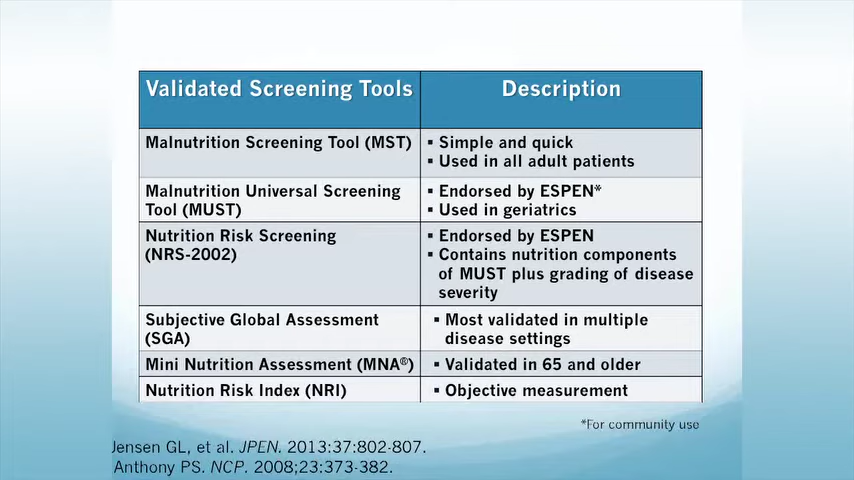 Validated Screening Tools
Description
Malnutrition Screening Tool (MST)
▪ Simple and quick
▪ Used in all adult patients
Malnutrition Universal Screening
Tool (MUST)
▪ Endorsed by ESPEN*
▪ Used in geriatrics
Nutrition Risk Screening
(NRS-2002)
▪ Endorsed by ESPEN
▪ Contains nutrition components
of MUST plus grading of disease
severity
Subjective Global Assessment
(SGA)
▪ Most validated in multiple
disease settings
Mini Nutrition Assessment (MNA®)
▪ Validated in 65 and older
Nutrition Risk Index (NRI)
▪ Objective measurement
*For community use
Jensen GL, et al. JPEN. 2013:37:802-807.
Anthony PS. NCP. 2008;23:373-382.